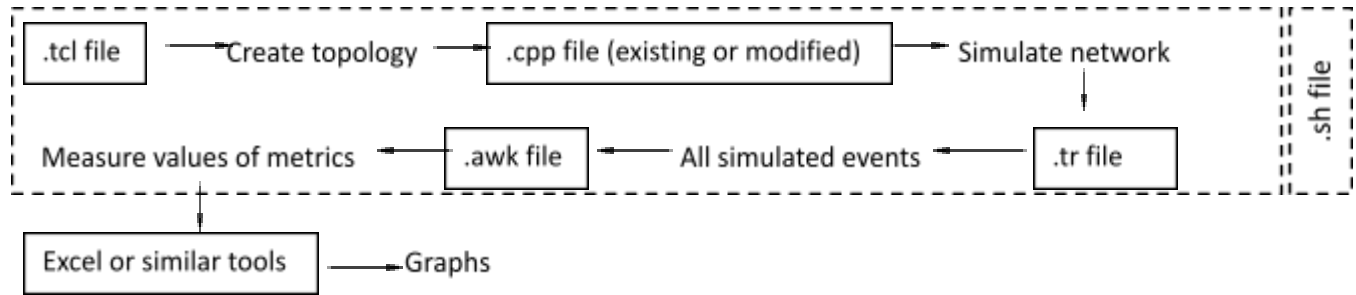 .tcl file
Create topology
.cpp file (existing or modified)
Simulate network
.sh file
Measure values of metrics
.awk file
All simulated events
.tr file
Excel or similar tools
Graphs